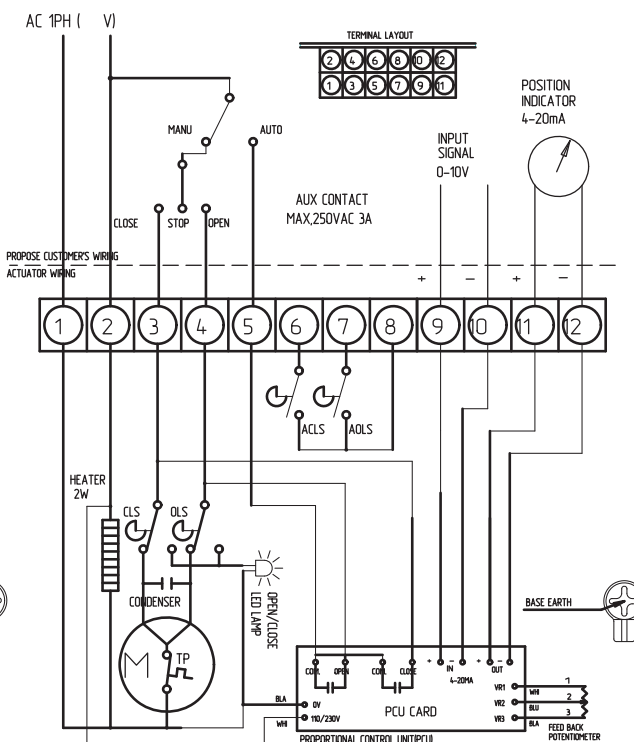 AC 1PH (    V)
TERMINAL LAYOUT
2 4 6 8 10 12
1 3 5 7 9 11
POSITION
INDICATOR
4-20mA
MANU
AUTO
INPUT
SIGNAL
0-10V
AUX CONTACT
MAX,250VAC 3A
CLOSE
STOP
OPEN
PROPOSE CUSTOMER'S WIRING
ACTUATOR WIRING
+ − + −
1 2 3 4 5 6 7 8 9 10 11 12
ACLS
AOLS
HEATER
2W
CLS
OLS
CONDENSER
OPEN/CLOSE
LED LAMP
BASE EARTH
M
TP
COM. OPEN COM. CLOSE + − + −
IN
OUT
4-20MA
BLA
0V
WHI
110/230V
PCU CARD
VR1
VR2
VR3
1
WHI
2
BLU
3
BLA
FEED BACK
POTENTIOMETER
PROPORTIONAL CONTROL UNIT(PCU)